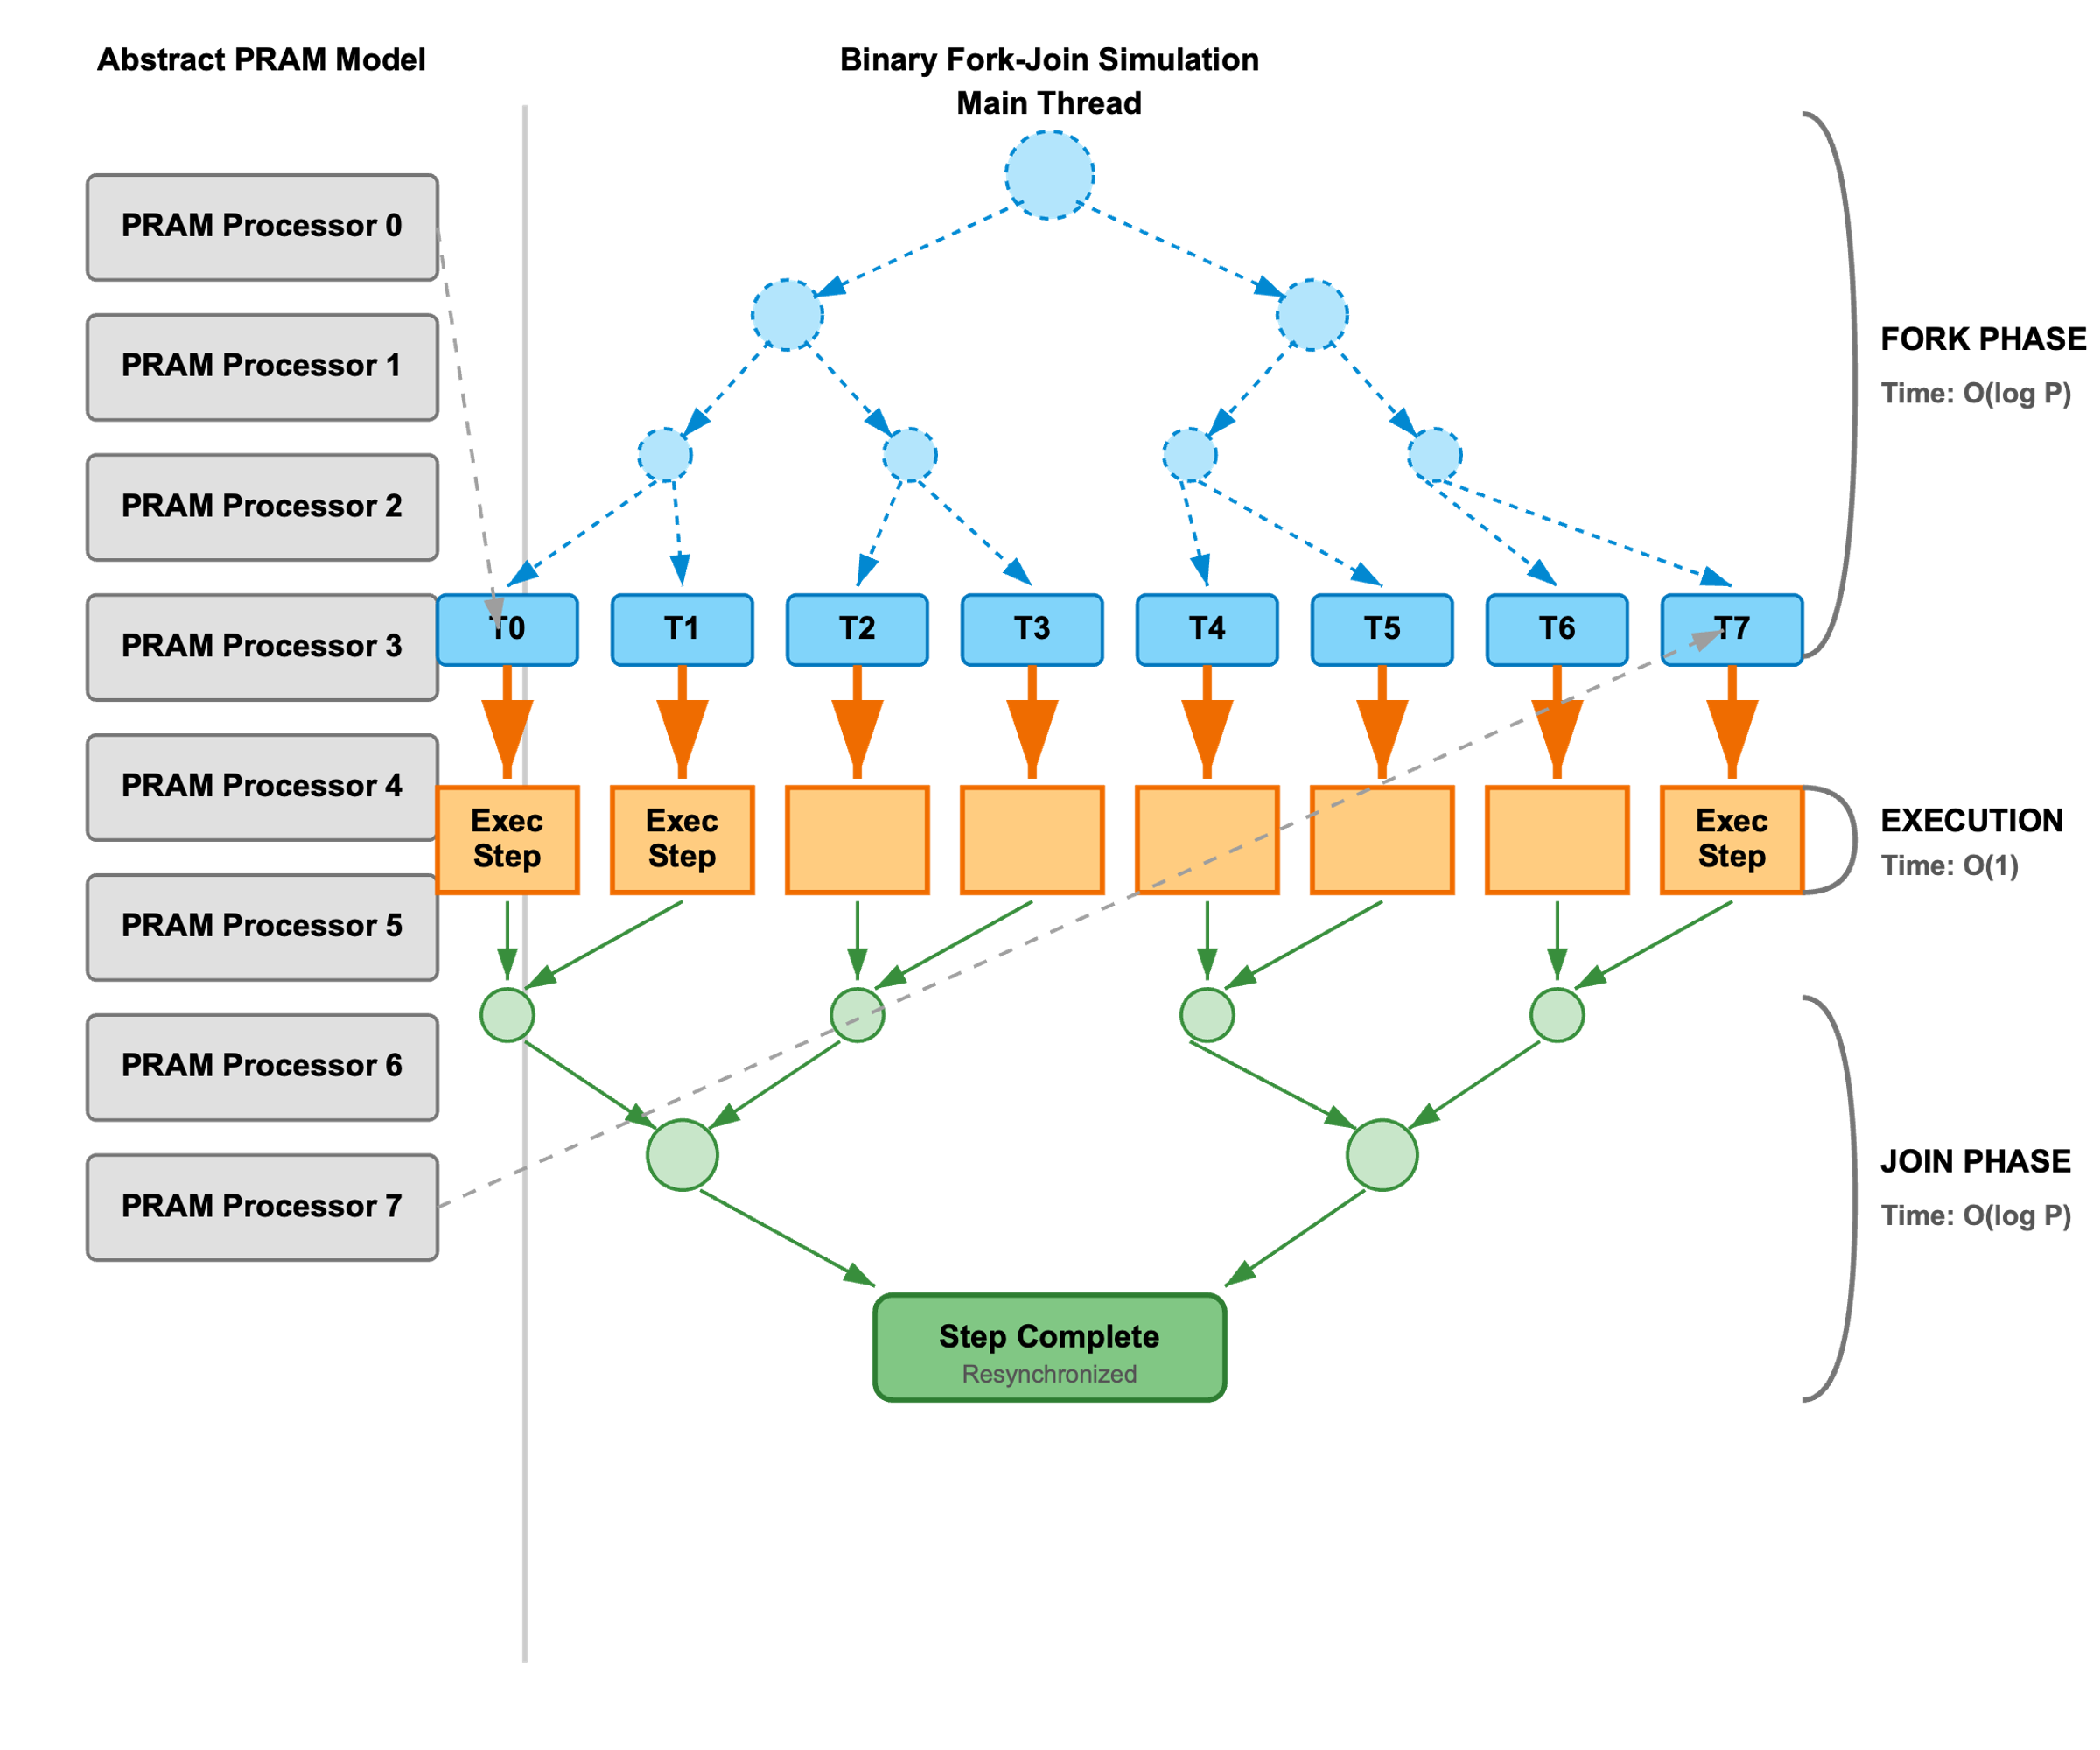 Abstract PRAM Model
Binary Fork-Join Simulation
Main Thread
PRAM Processor 0
PRAM Processor 1
PRAM Processor 2
PRAM Processor 3
PRAM Processor 4
PRAM Processor 5
PRAM Processor 6
PRAM Processor 7
FORK PHASE
Time: O(log P)
T0
T1
T2
T3
T4
T5
T6
T7
Exec
Step
Exec
Step
Exec
Step
EXECUTION
Time: O(1)
JOIN PHASE
Time: O(log P)
Step Complete
Resynchronized